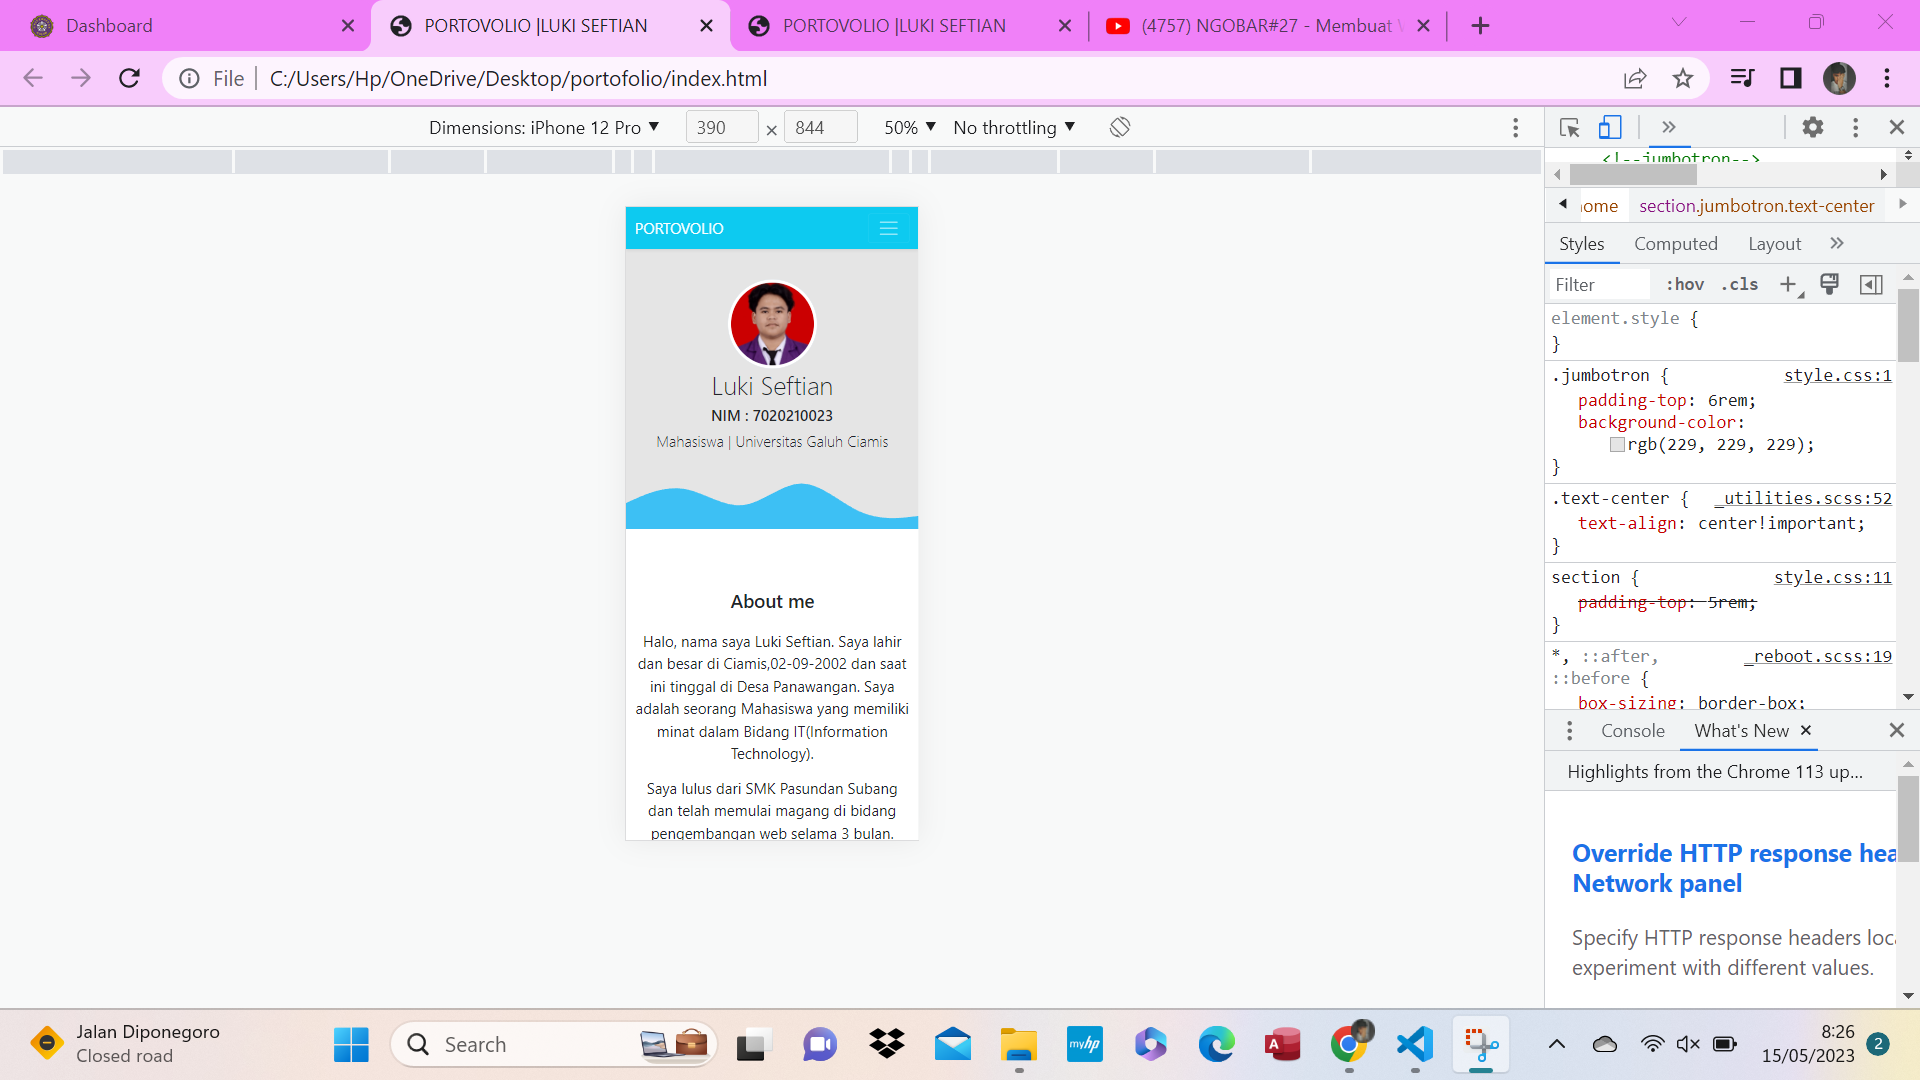 Dashboard
PORTOVOLIO |LUKI SEFTIAN
PORTOVOLIO |LUKI SEFTIAN
(4757) NGOBAR#27 - Membuat
File
C:/Users/Hp/OneDrive/Desktop/portofolio/index.html
Dimensions: iPhone 12 Pro
390 × 844
50%
No throttling
<!--jumbotron-->
home
section.jumbotron.text-center
Styles
Computed
Layout
Filter
:hov .cls
element.style {
}
.jumbotron {
style.css:1
padding-top: 6rem;
background-color:
rgb(229, 229, 229);
}
.text-center {
_utilities.scss:52
text-align: center!important;
}
section {
style.css:11
padding-top: 5rem;
}
*, ::after,
_reboot.scss:19
::before {
box-sizing: border-box;
PORTOVOLIO
Luki Seftian
NIM : 7020210023
Mahasiswa | Universitas Galuh Ciamis
About me
Halo, nama saya Luki Seftian. Saya lahir
dan besar di Ciamis,02-09-2002 dan saat
ini tinggal di Desa Panawangan. Saya
adalah seorang Mahasiswa yang memiliki
minat dalam Bidang IT(Information
Technology).
Saya lulus dari SMK Pasundan Subang
dan telah memulai magang di bidang
pengembangan web selama 3 bulan.
Console
What's New
Highlights from the Chrome 113 up...
Override HTTP response hea
Network panel
Specify HTTP response headers loca
experiment with different values.
Jalan Diponegoro
Closed road
Search
myhp
A
8:26
15/05/2023
2